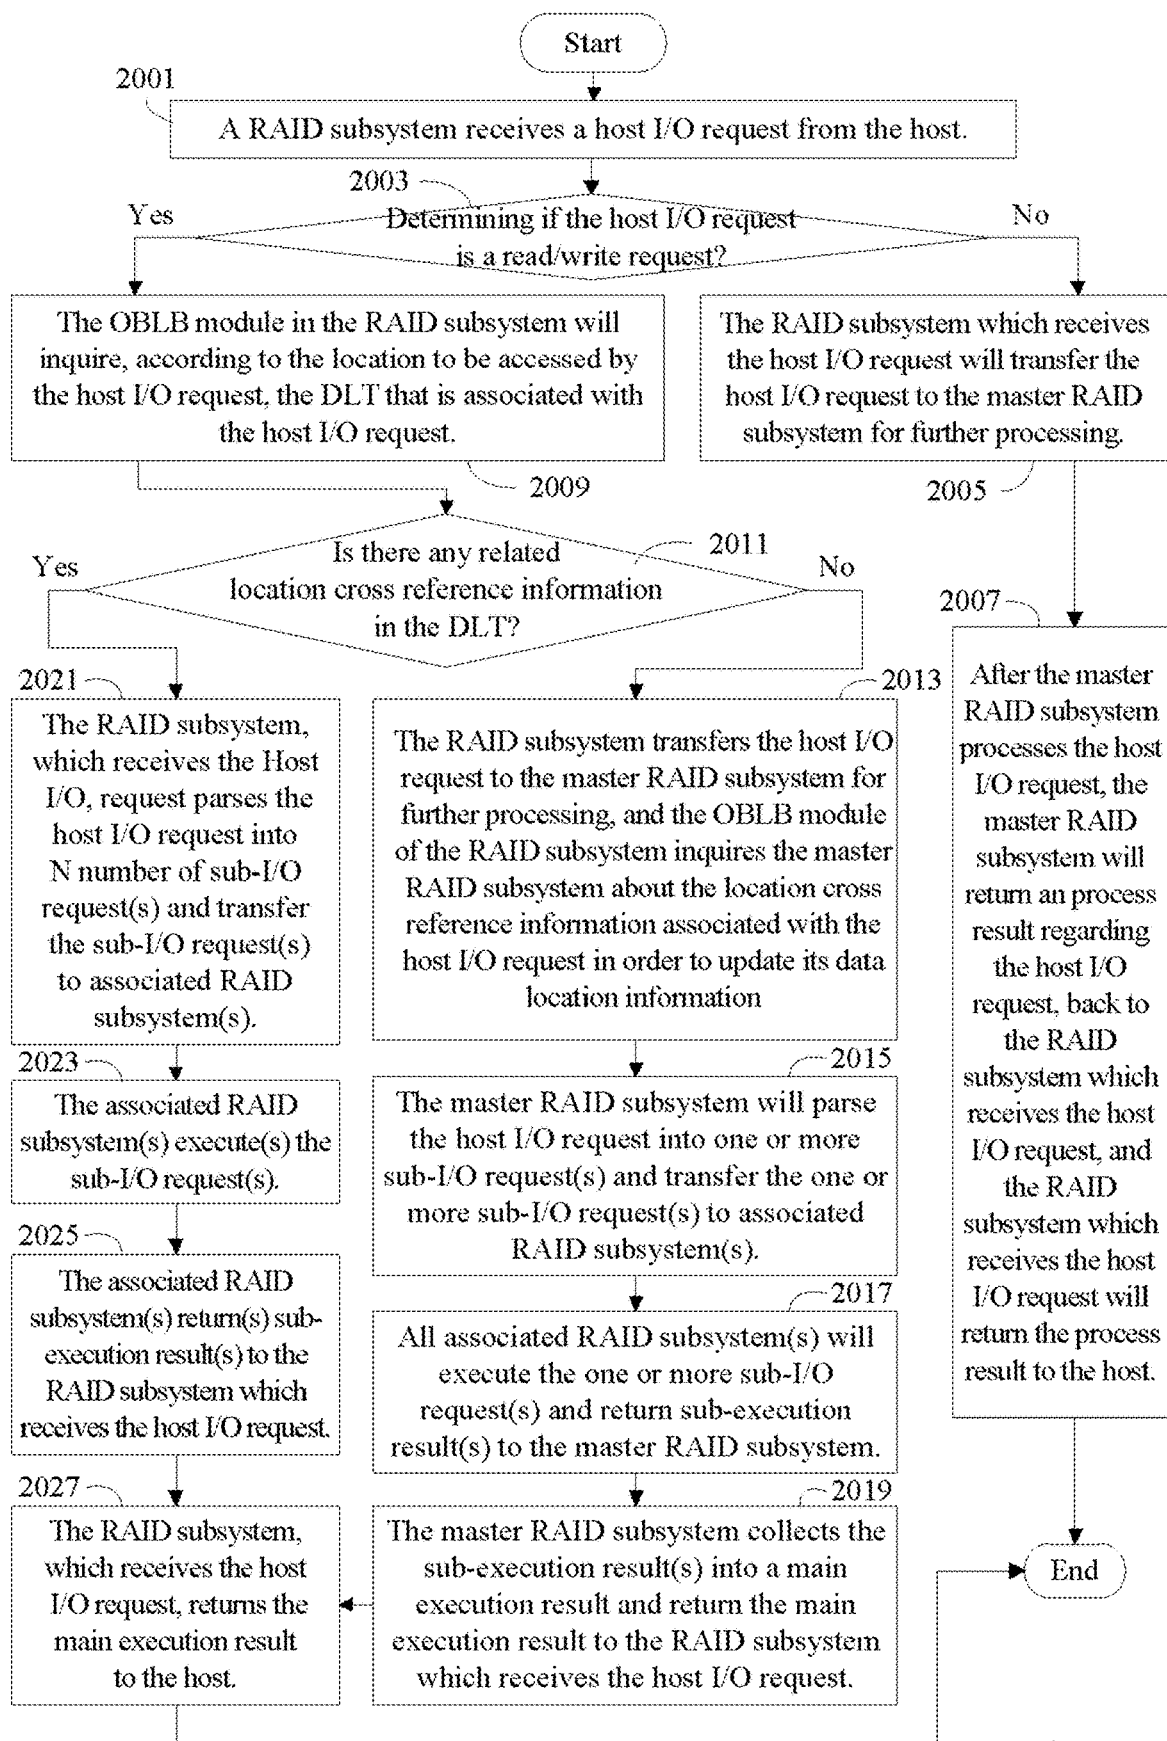 Start
2001
A RAID subsystem receives a host I/O request from the host.
2003
Yes
No
Determining if the host I/O request
is a read/write request?
The OBLB module in the RAID subsystem will
inquire, according to the location to be accessed by
the host I/O request, the DLT that is associated with
the host I/O request.
2009
The RAID subsystem which receives
the host I/O request will transfer the
host I/O request to the master RAID
subsystem for further processing.
2005
Yes
No
Is there any related
location cross reference information
in the DLT?
2011
2007
After the master
RAID subsystem
processes the host
I/O request, the
master RAID
subsystem will
return an process
result regarding
the host I/O
request, back to
the RAID
subsystem which
receives the host
I/O request, and
the RAID
subsystem which
receives the host
I/O request will
return the process
result to the host.
2021
The RAID subsystem,
which receives the Host
I/O, request parses the
host I/O request into
N number of sub-I/O
request(s) and transfer
the sub-I/O request(s)
to associated RAID
subsystem(s).
2013
The RAID subsystem transfers the host I/O
request to the master RAID subsystem for
further processing, and the OBLB module
of the RAID subsystem inquires the master
RAID subsystem about the location cross
reference information associated with the
host I/O request in order to update its data
location information
2023
The associated RAID
subsystem(s) execute(s) the
sub-I/O request(s).
2015
The master RAID subsystem will parse
the host I/O request into one or more
sub-I/O request(s) and transfer the one or
more sub-I/O request(s) to associated
RAID subsystem(s).
2025
The associated RAID
subsystem(s) return(s) sub-
execution result(s) to the
RAID subsystem which
receives the host I/O request.
2017
All associated RAID subsystem(s) will
execute the one or more sub-I/O
request(s) and return sub-execution
result(s) to the master RAID subsystem.
2027
The RAID subsystem,
which receives the host
I/O request, returns the
main execution result
to the host.
2019
The master RAID subsystem collects the
sub-execution result(s) into a main
execution result and return the main
execution result to the RAID subsystem
which receives the host I/O request.
End